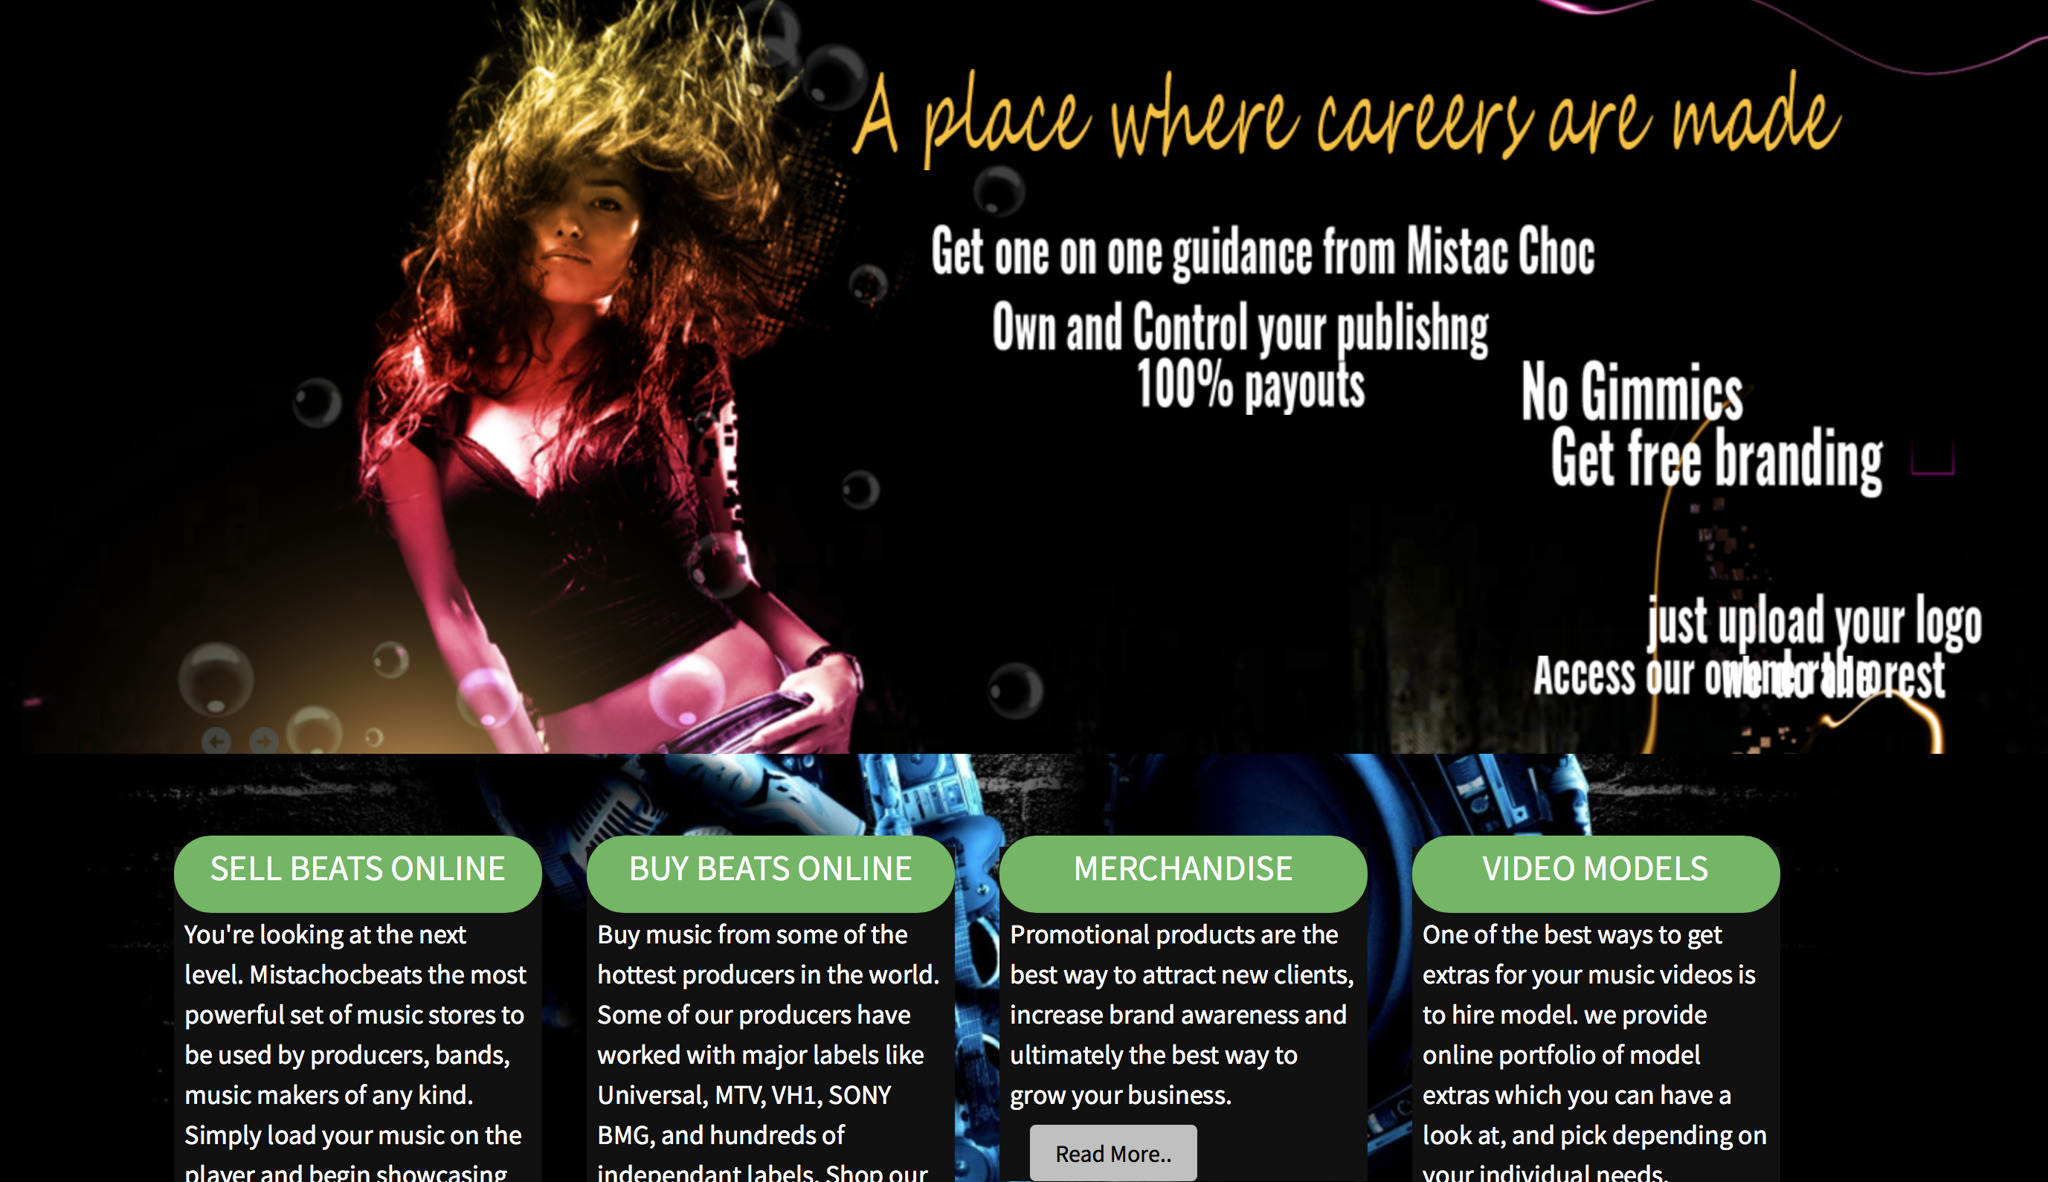 A place where careers are made
Get one on one guidance from Mistac Choc
Own and Control your publishng
100% payouts
No Gimmics
Get free branding
just upload your logo
Access our
rest
SELL BEATS ONLINE
You're looking at the next
level. Mistachocbeats the most
powerful set of music stores to
be used by producers, bands,
music makers of any kind.
Simply load your music on the
player and begin showcasing
BUY BEATS ONLINE
Buy music from some of the
hottest producers in the world.
Some of our producers have
worked with major labels like
Universal, MTV, VH1, SONY
BMG, and hundreds of
independant labels. Shop our
MERCHANDISE
Promotional products are the
best way to attract new clients,
increase brand awareness and
ultimately the best way to
grow your business.
Read More..
VIDEO MODELS
One of the best ways to get
extras for your music videos is
to hire model. we provide
online portfolio of model
extras which you can have a
look at, and pick depending on
your individual needs.